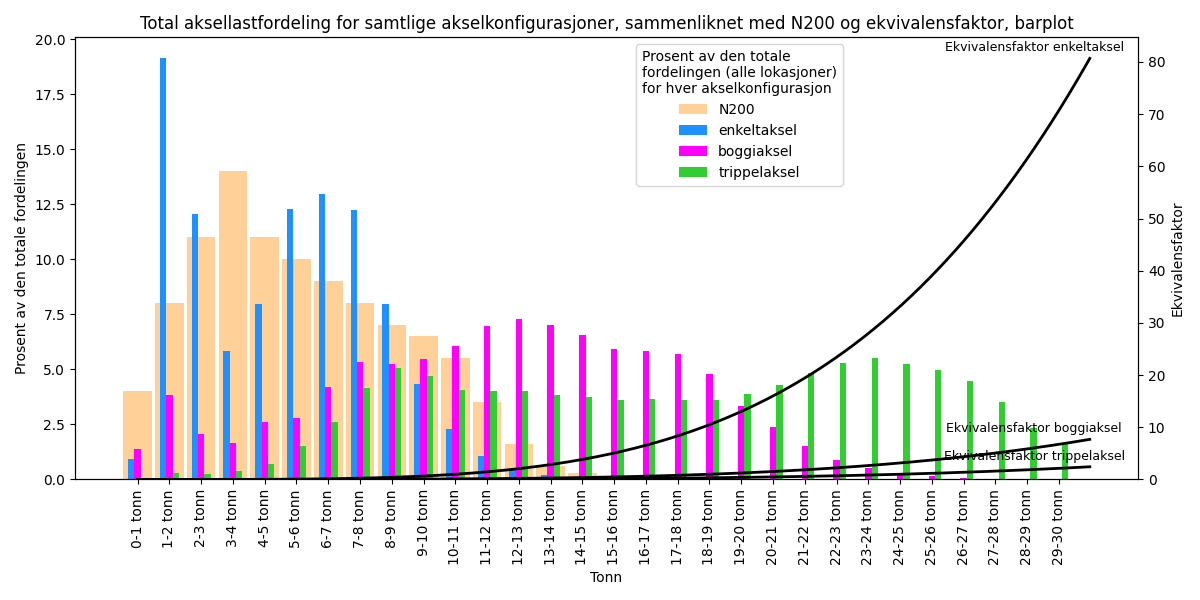 Total aksellastfordeling for samtlige akselkonfigurasjoner, sammenliknet med N200 og ekvivalensfaktor, barplot
Prosent av den totale fordelingen
20.0
17.5
15.0
12.5
10.0
7.5
5.0
2.5
0.0
Prosent av den totale
fordelingen (alle lokasjoner)
for hver akselkonfigurasjon
N200
enkeltaksel
boggiaksel
trippelaksel
Ekvivalensfaktor enkeltaksel
Ekvivalensfaktor boggiaksel
Ekvivalensfaktor trippelaksel
80
70
60
50
40
30
20
10
0
Ekvivalensfaktor
0-1 tonn
1-2 tonn
2-3 tonn
3-4 tonn
4-5 tonn
5-6 tonn
6-7 tonn
7-8 tonn
8-9 tonn
9-10 tonn
10-11 tonn
11-12 tonn
12-13 tonn
13-14 tonn
14-15 tonn
15-16 tonn
16-17 tonn
17-18 tonn
18-19 tonn
19-20 tonn
20-21 tonn
21-22 tonn
22-23 tonn
23-24 tonn
24-25 tonn
25-26 tonn
26-27 tonn
27-28 tonn
28-29 tonn
29-30 tonn
Tonn